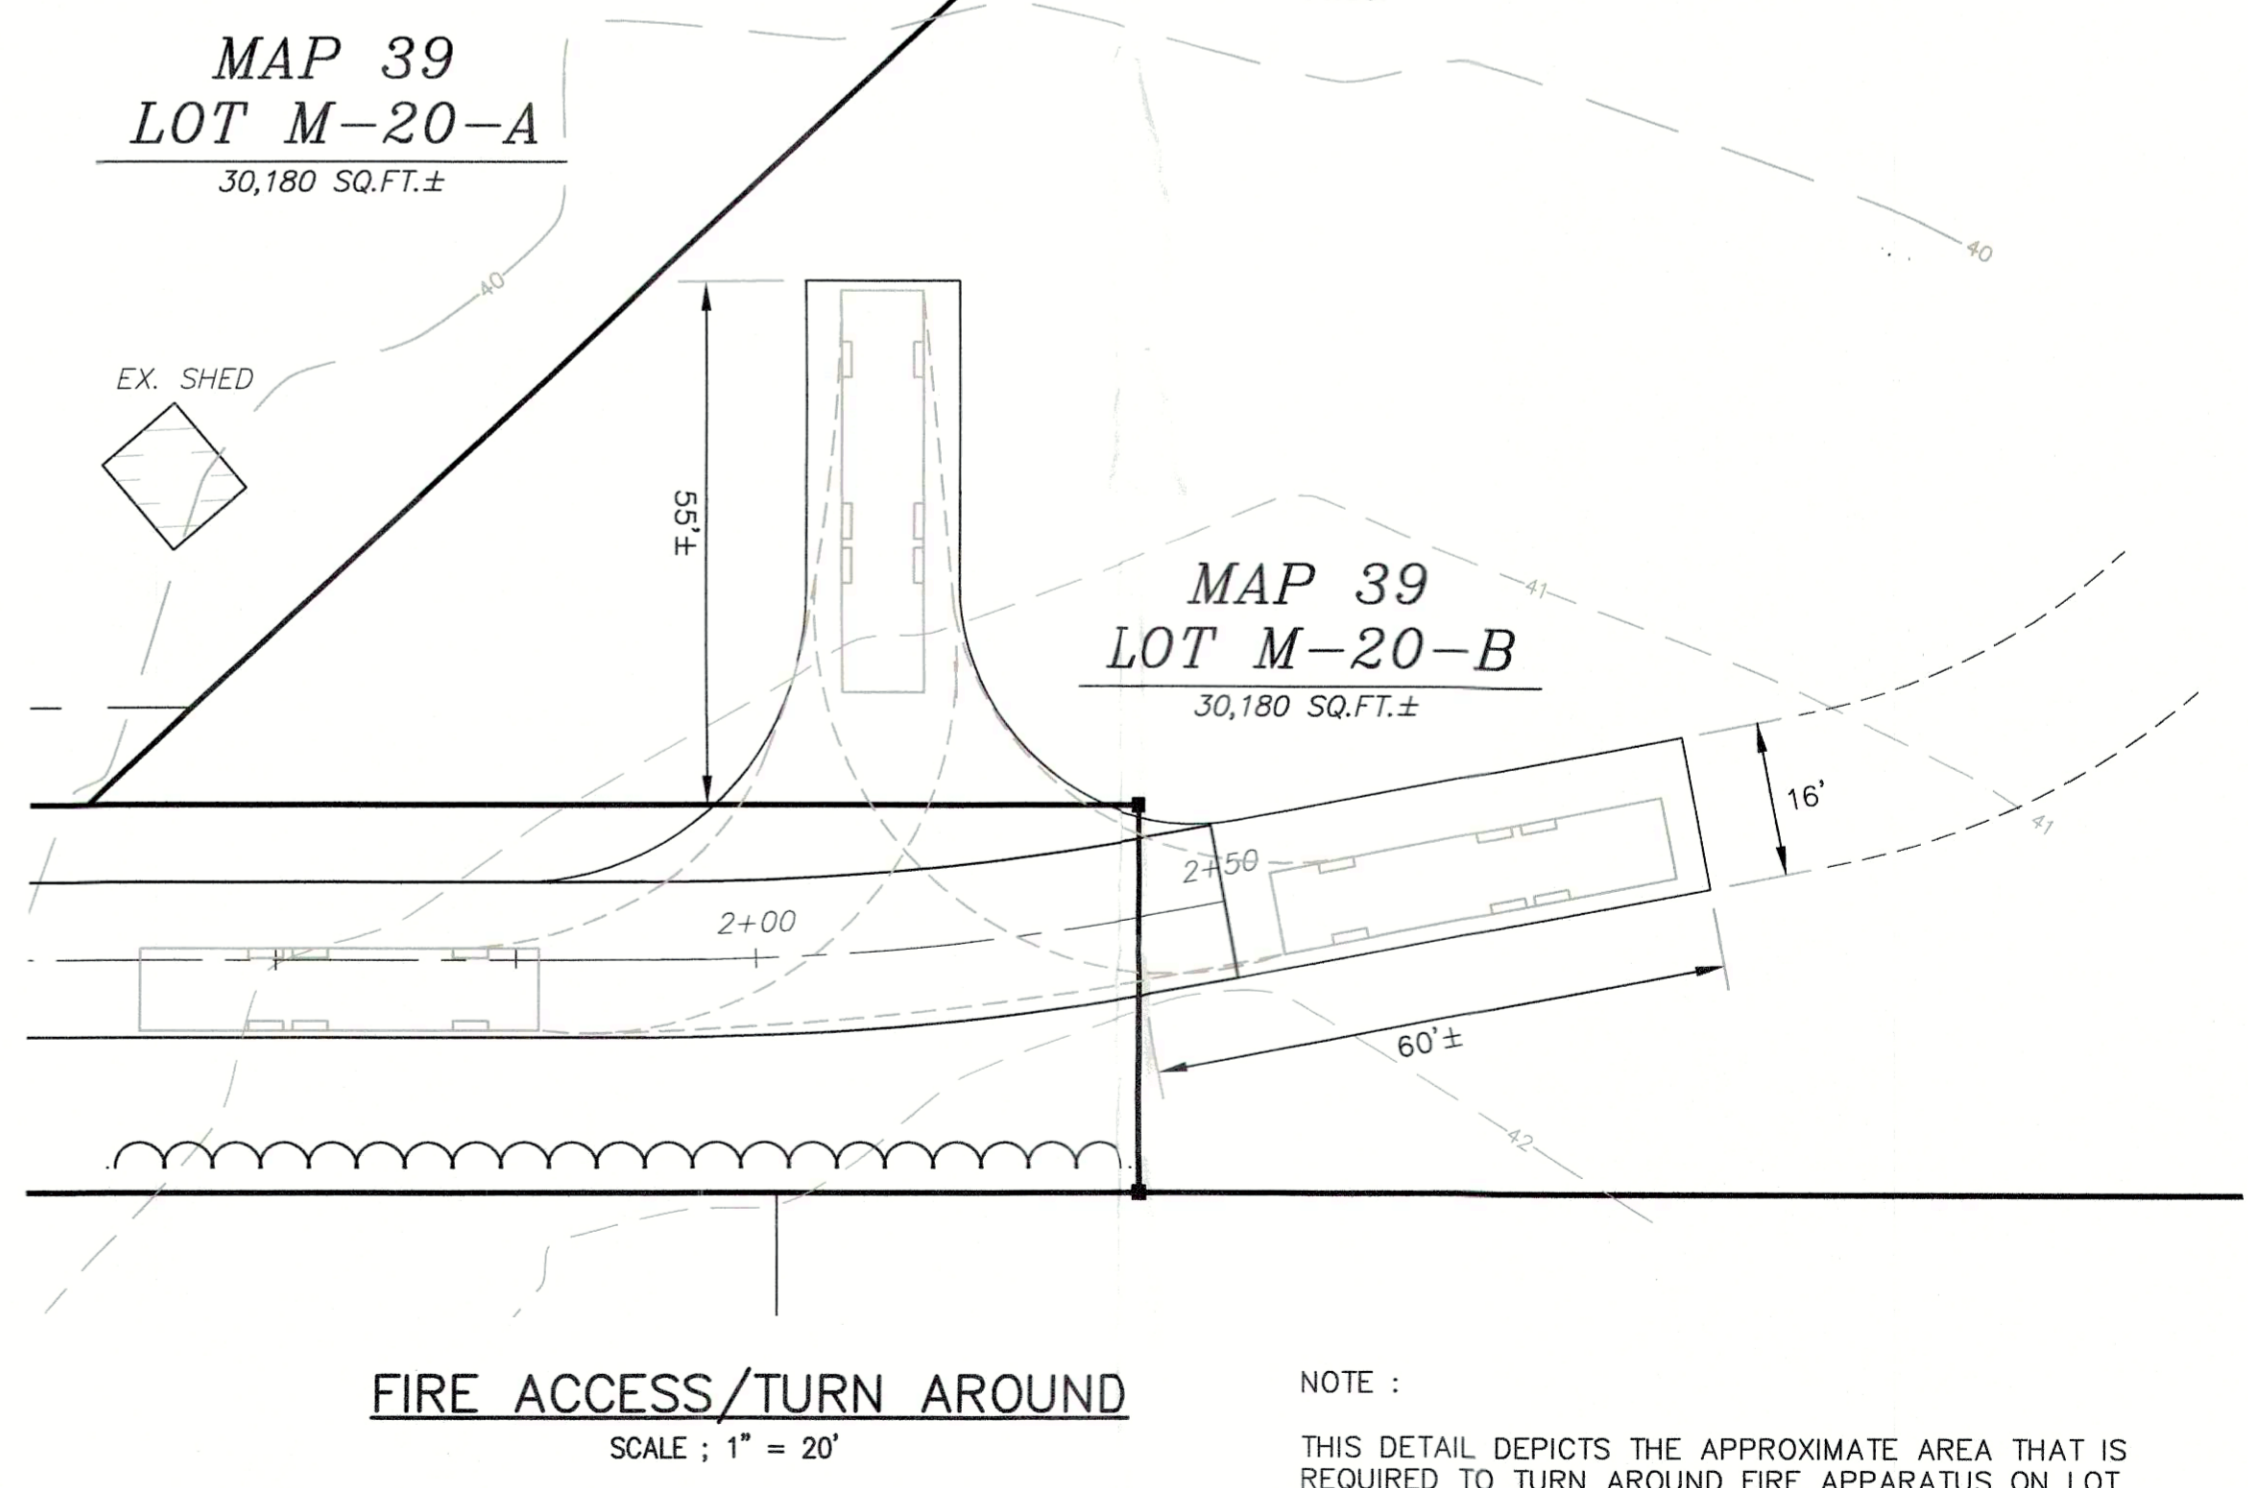 MAP 39
LOT M-20-A
30,180 SQ.FT.±
40
40
EX. SHED
55'±
41
MAP 39
LOT M-20-B
30,180 SQ.FT.±
16'
41
2+50
2+00
60'±
42
FIRE ACCESS/TURN AROUND
SCALE ; 1" = 20'
NOTE :
THIS DETAIL DEPICTS THE APPROXIMATE AREA THAT IS
REQUIRED TO TURN AROUND FIRE APPARATUS ON LOT